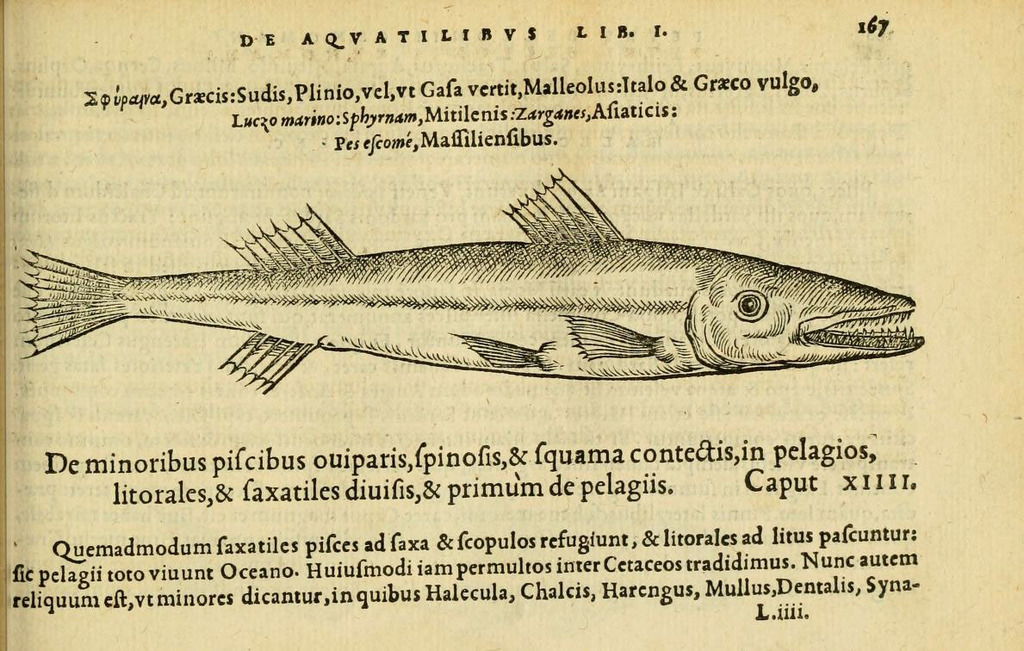 DE AQVATILIBVS LIB. I. 167
Σφύραινα, Græcis: Sudis, Plinio, vel, vt Gaſa vertit, Malleolus: Italo & Græco vulgo,
Luczo marino: Sphyrnam, Mitilenis: Zarganes, Aſiaticis:
Pes eſcomé, Maſſilienſibus.
De minoribus piſcibus ouiparis, ſpinoſis, & ſquama contectis, in pelagios,
litorales, & ſaxatiles diuiſis, & primùm de pelagiis. Caput XIIII.
Quemadmodum ſaxatiles piſces ad ſaxa & ſcopulos refugiunt, & litorales ad litus paſcuntur:
ſic pelagii toto viuunt Oceano. Huiuſmodi iam permultos inter Cetaceos tradidimus. Nunc autem
reliquum eſt, vt minores dicantur, in quibus Halecula, Chalcis, Harengus, Mullus, Dentalis, Syna-
L.iiii.